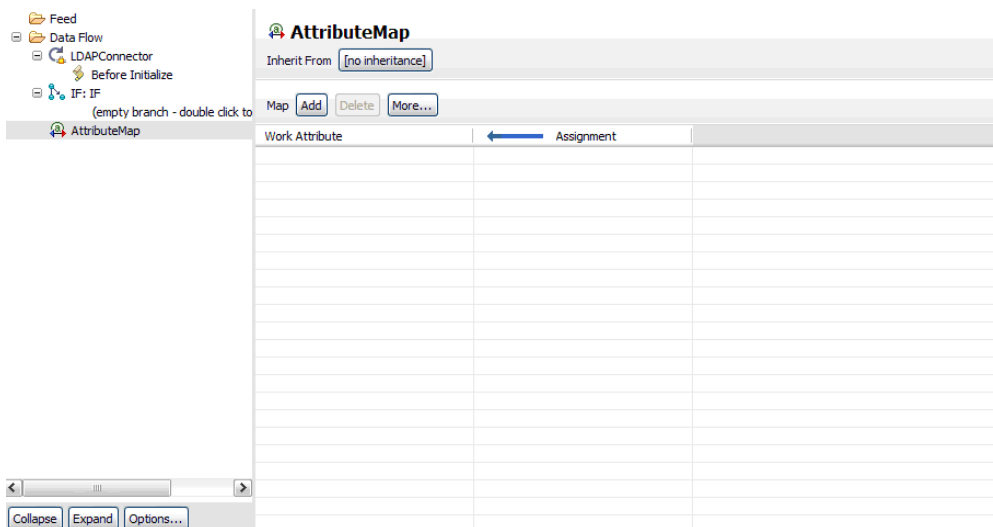 Feed
Data Flow
LDAPConnector
Before Initialize
IF: IF
(empty branch - double click to
AttributeMap
Collapse Expand Options...
AttributeMap
Inherit From [no inheritance]
Map Add Delete More...
Work Attribute Assignment